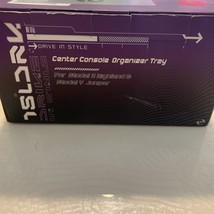 DRIVE IN STYLE
Center Console Organizer Tray
For Model 3 Highland &
Model Y Juniper